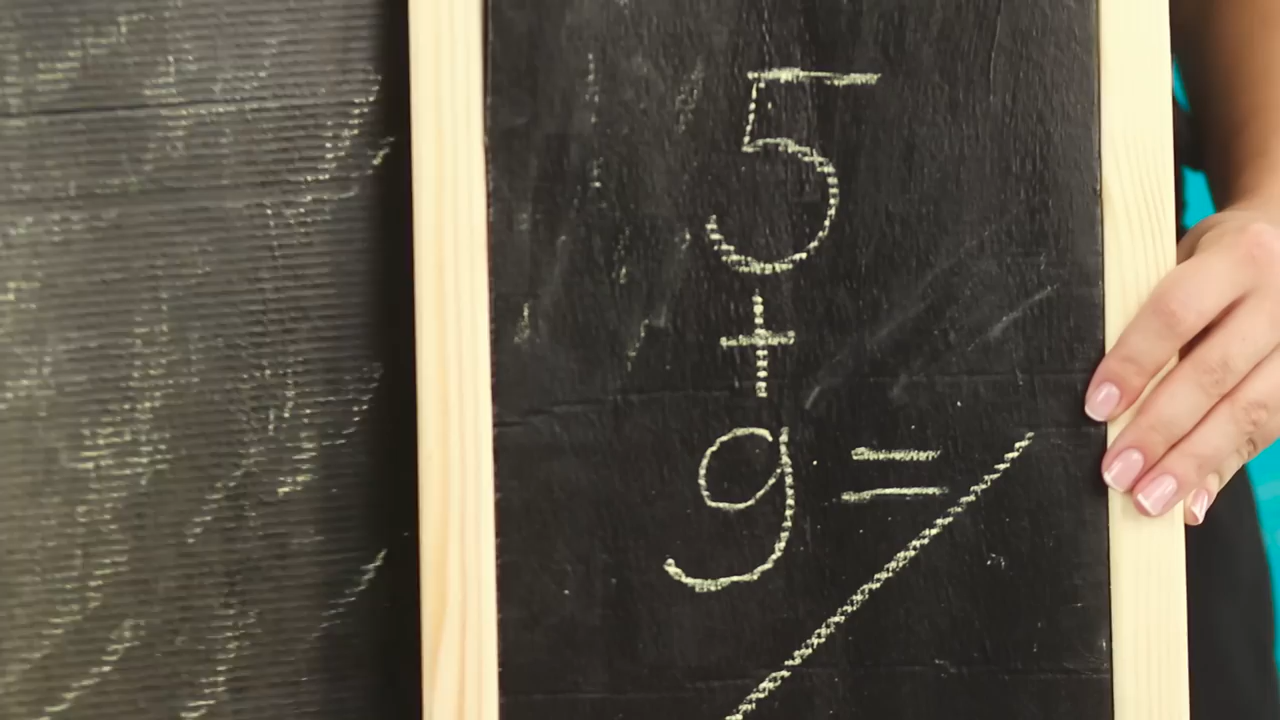 5
+
9 =